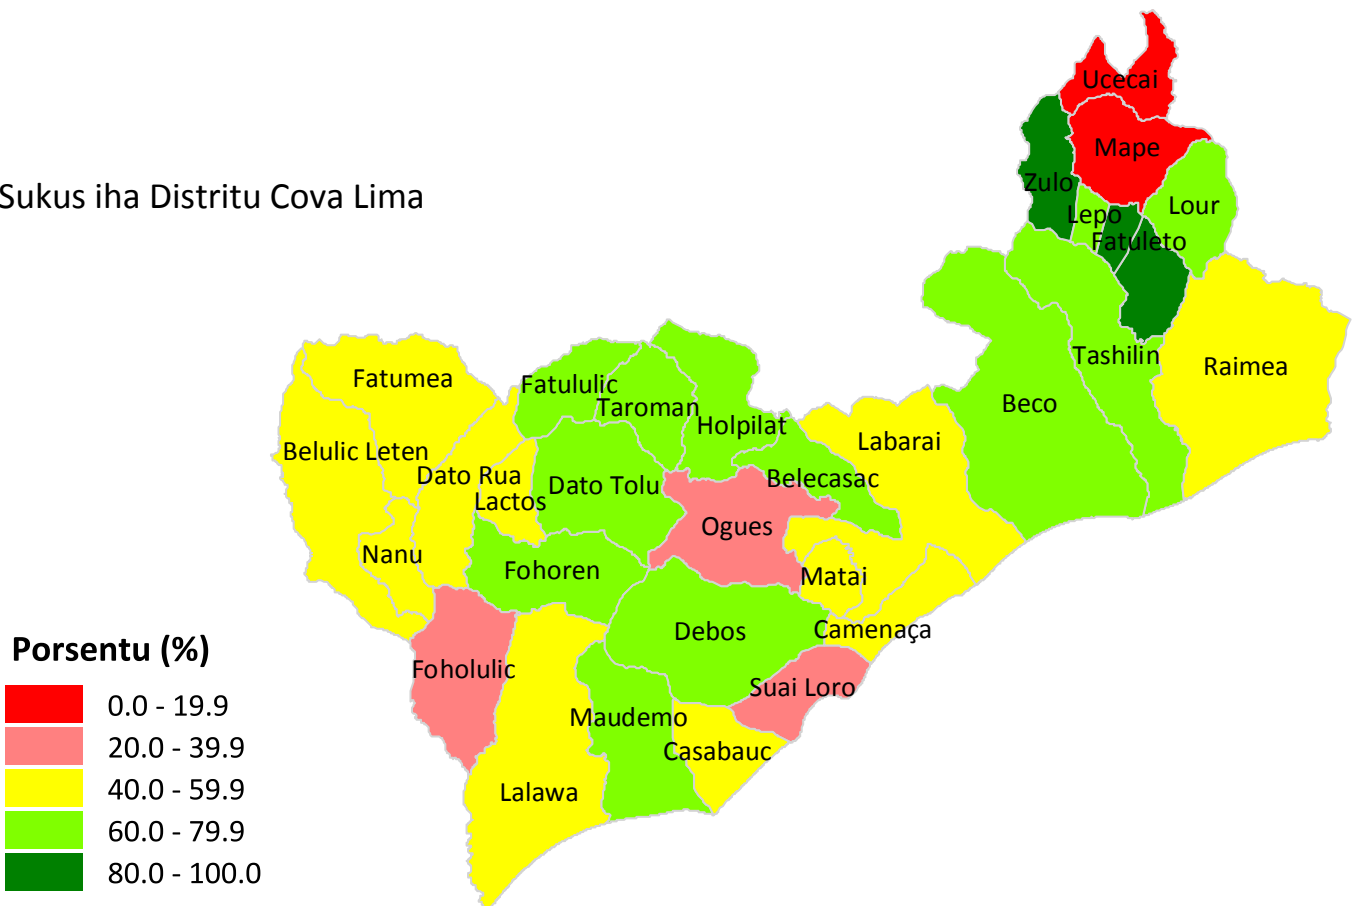 Ucecai
Mape
Zulo
Sukus iha Distritu Cova Lima
Lepo
Lour
Fatuleto
Tashilin
Raimea
Fatumea
Fatululic
Taroman
Beco
Holpilat
Labarai
Belulic Leten
Dato Rua
Belecasac
Dato Tolu
Lactos
Ogues
Nanu
Fohoren
Matai
Debos
Camenaça
Porsentu (%)
Foholulic
Suai Loro
0.0 - 19.9
Maudemo
20.0 - 39.9
Casabauc
40.0 - 59.9
Lalawa
60.0 - 79.9
80.0 - 100.0